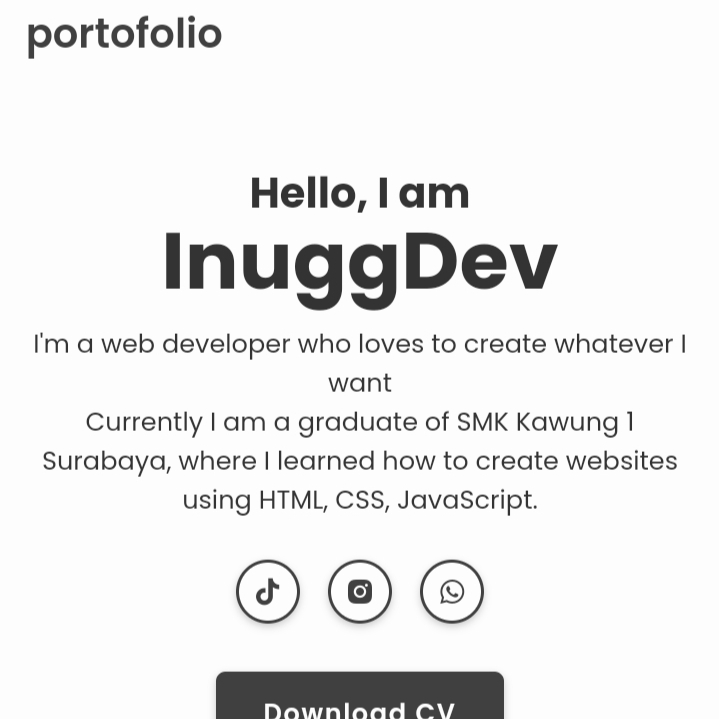 portofolio
Hello, I am
InuggDev
I'm a web developer who loves to create whatever I
want
Currently I am a graduate of SMK Kawung 1
Surabaya, where I learned how to create websites
using HTML, CSS, JavaScript.
Download CV